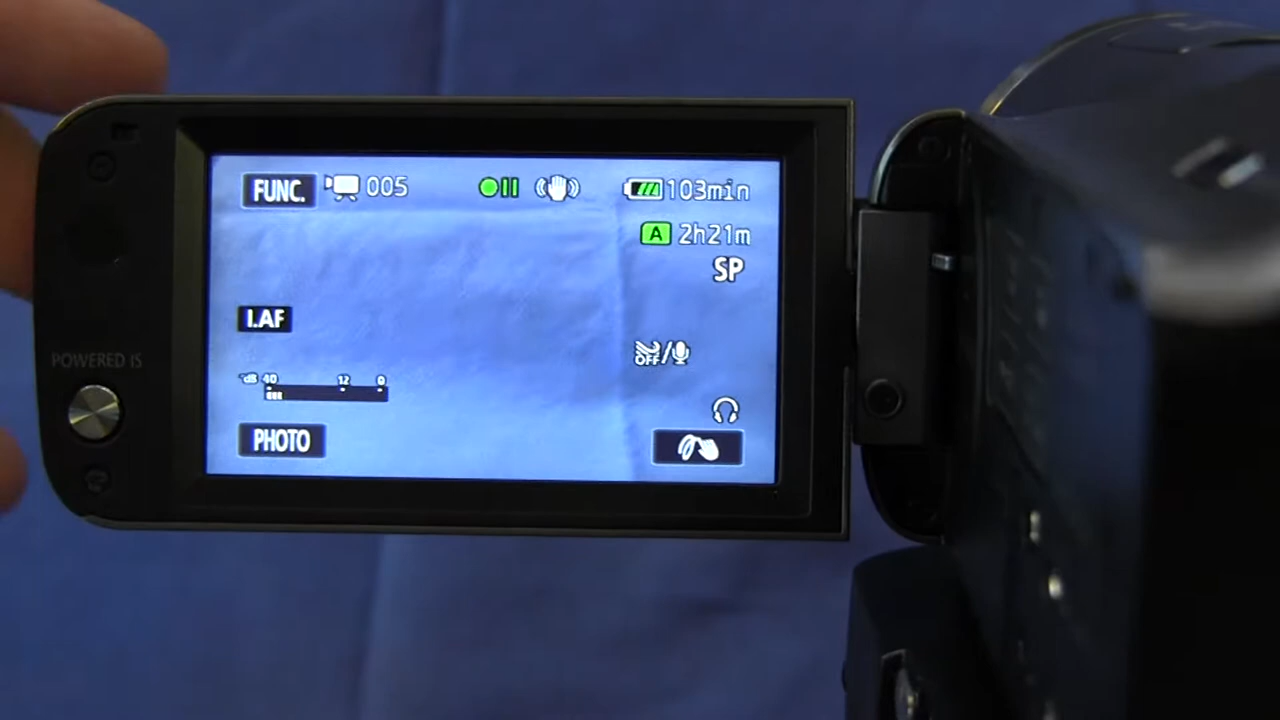 FUNC. 005 103min
A 2h21m
SP
I.AF
OFF/
-dB 40 12 0
PHOTO
POWERED IS